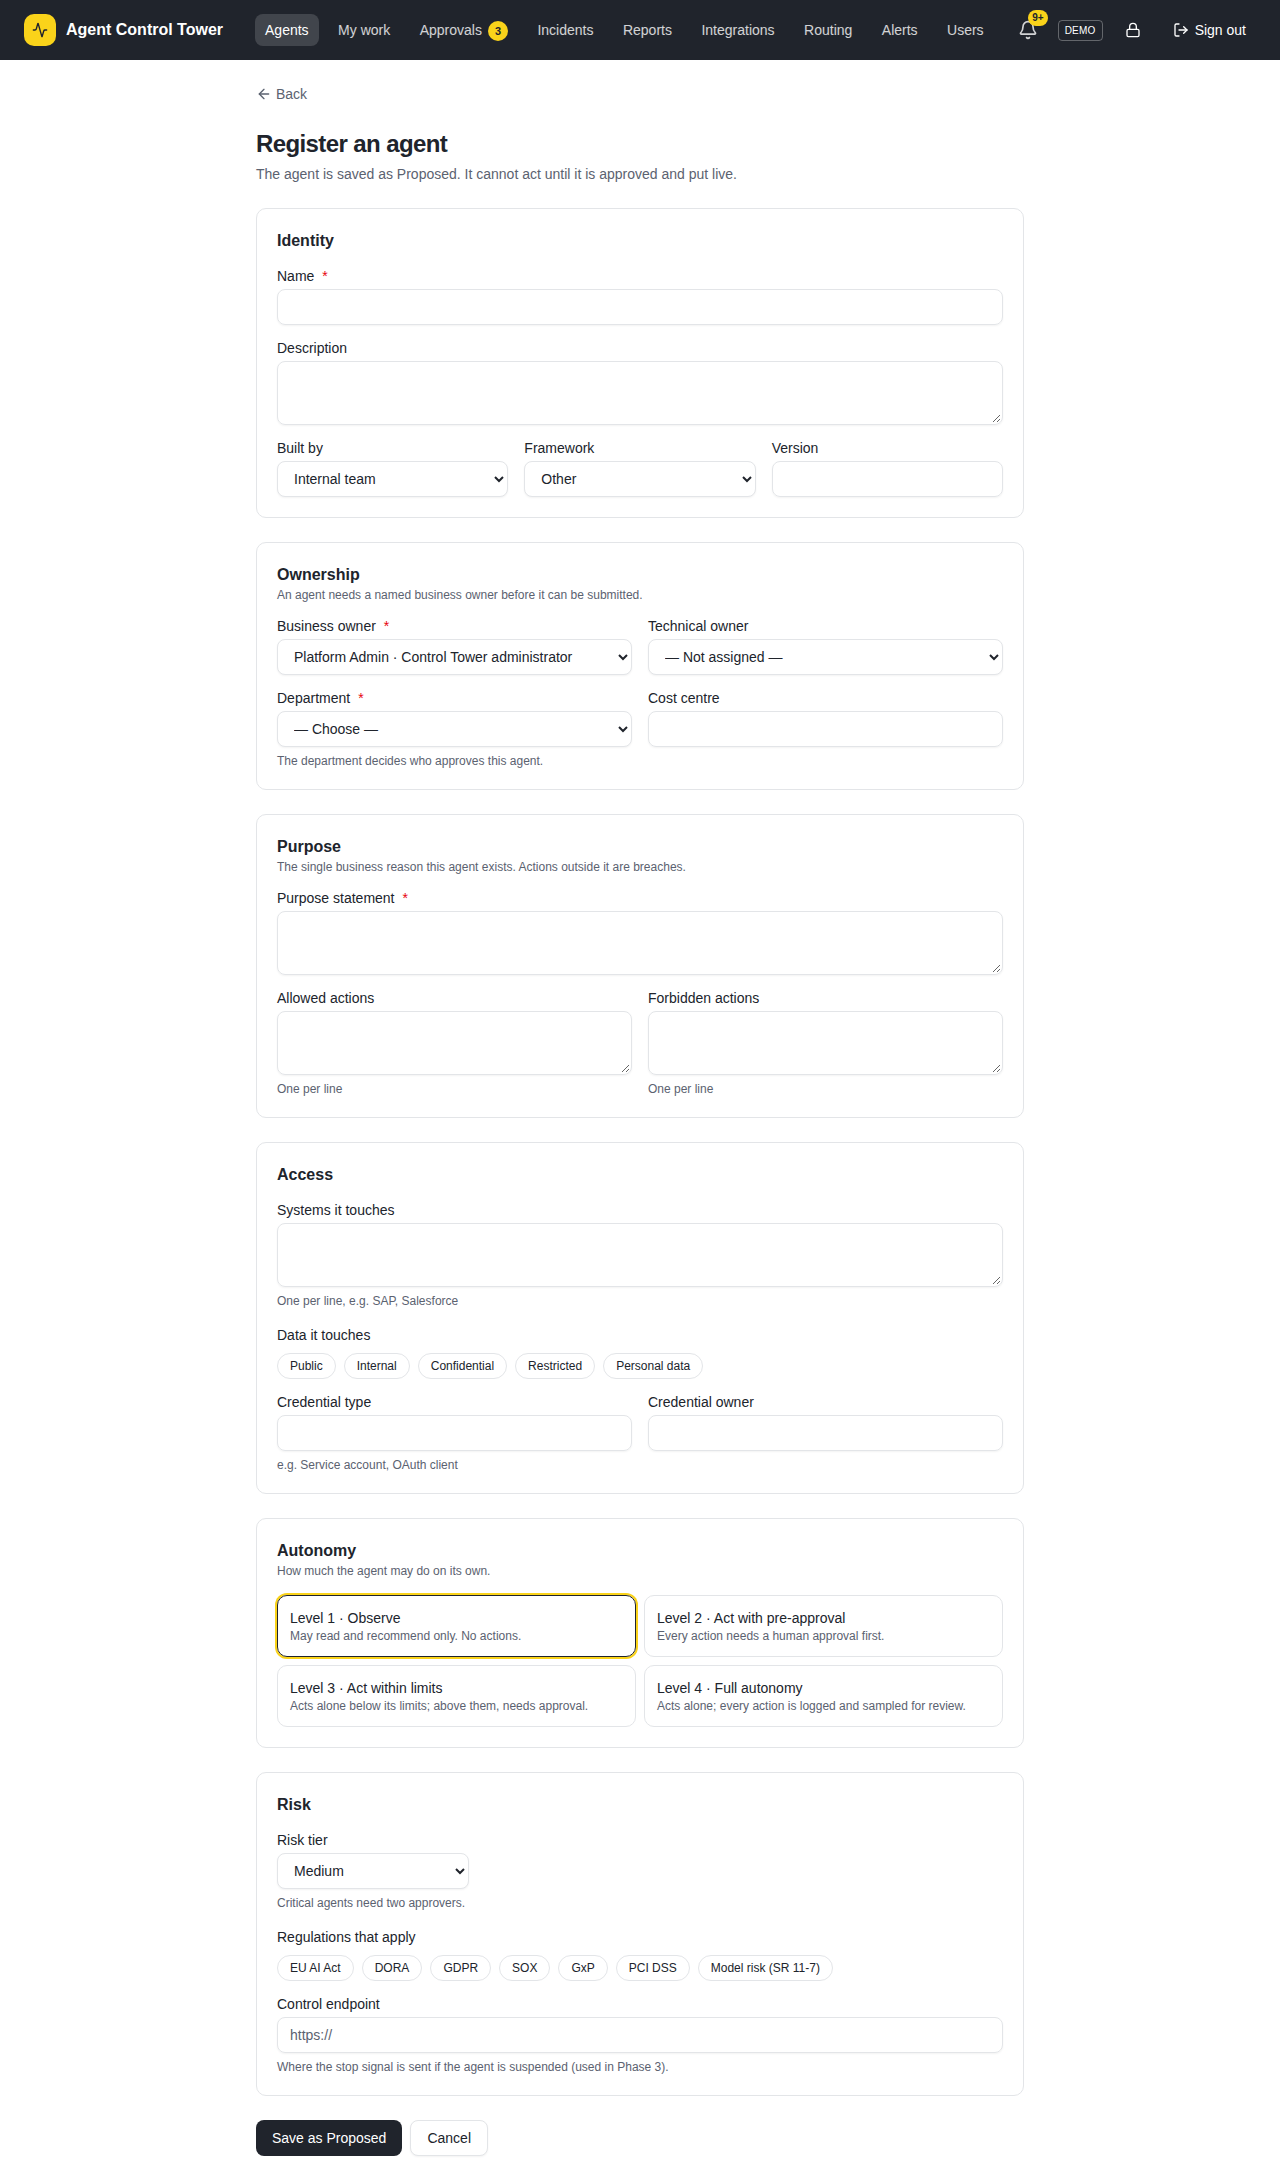 Agent Control Tower
Agents
My work
Approvals 3
Incidents
Reports
Integrations
Routing
Alerts
Users
9+
DEMO
Sign out
Back
Register an agent
The agent is saved as Proposed. It cannot act until it is approved and put live.
Identity
Name *
Description
Built by
Framework
Version
Internal team
Other
Ownership
An agent needs a named business owner before it can be submitted.
Business owner *
Technical owner
Platform Admin · Control Tower administrator
— Not assigned —
Department *
Cost centre
— Choose —
The department decides who approves this agent.
Purpose
The single business reason this agent exists. Actions outside it are breaches.
Purpose statement *
Allowed actions
Forbidden actions
One per line
One per line
Access
Systems it touches
One per line, e.g. SAP, Salesforce
Data it touches
Public
Internal
Confidential
Restricted
Personal data
Credential type
Credential owner
e.g. Service account, OAuth client
Autonomy
How much the agent may do on its own.
Level 1 · Observe
May read and recommend only. No actions.
Level 2 · Act with pre-approval
Every action needs a human approval first.
Level 3 · Act within limits
Acts alone below its limits; above them, needs approval.
Level 4 · Full autonomy
Acts alone; every action is logged and sampled for review.
Risk
Risk tier
Medium
Critical agents need two approvers.
Regulations that apply
EU AI Act
DORA
GDPR
SOX
GxP
PCI DSS
Model risk (SR 11-7)
Control endpoint
https://
Where the stop signal is sent if the agent is suspended (used in Phase 3).
Save as Proposed
Cancel